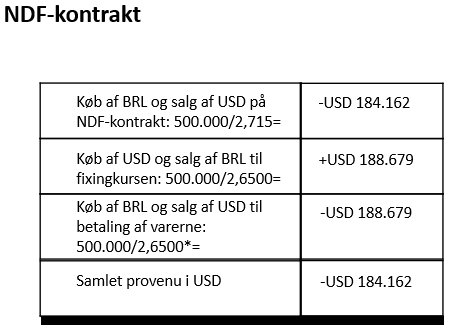 NDF-kontrakt
Køb af BRL og salg af USD på
NDF-kontrakt: 500.000/2,715=
-USD 184.162
Køb af USD og salg af BRL til
fixingkursen: 500.000/2,6500=
+USD 188.679
Køb af BRL og salg af USD til
betaling af varerne:
500.000/2,6500*=
-USD 188.679
Samlet provenu i USD
-USD 184.162